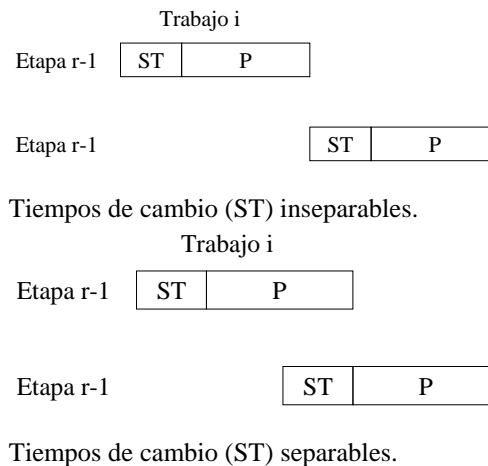 Trabajo i
Etapa r-1 ST P
Etapa r-1 ST P
Tiempos de cambio (ST) inseparables.
Trabajo i
Etapa r-1 ST P
Etapa r-1 ST P
Tiempos de cambio (ST) separables.